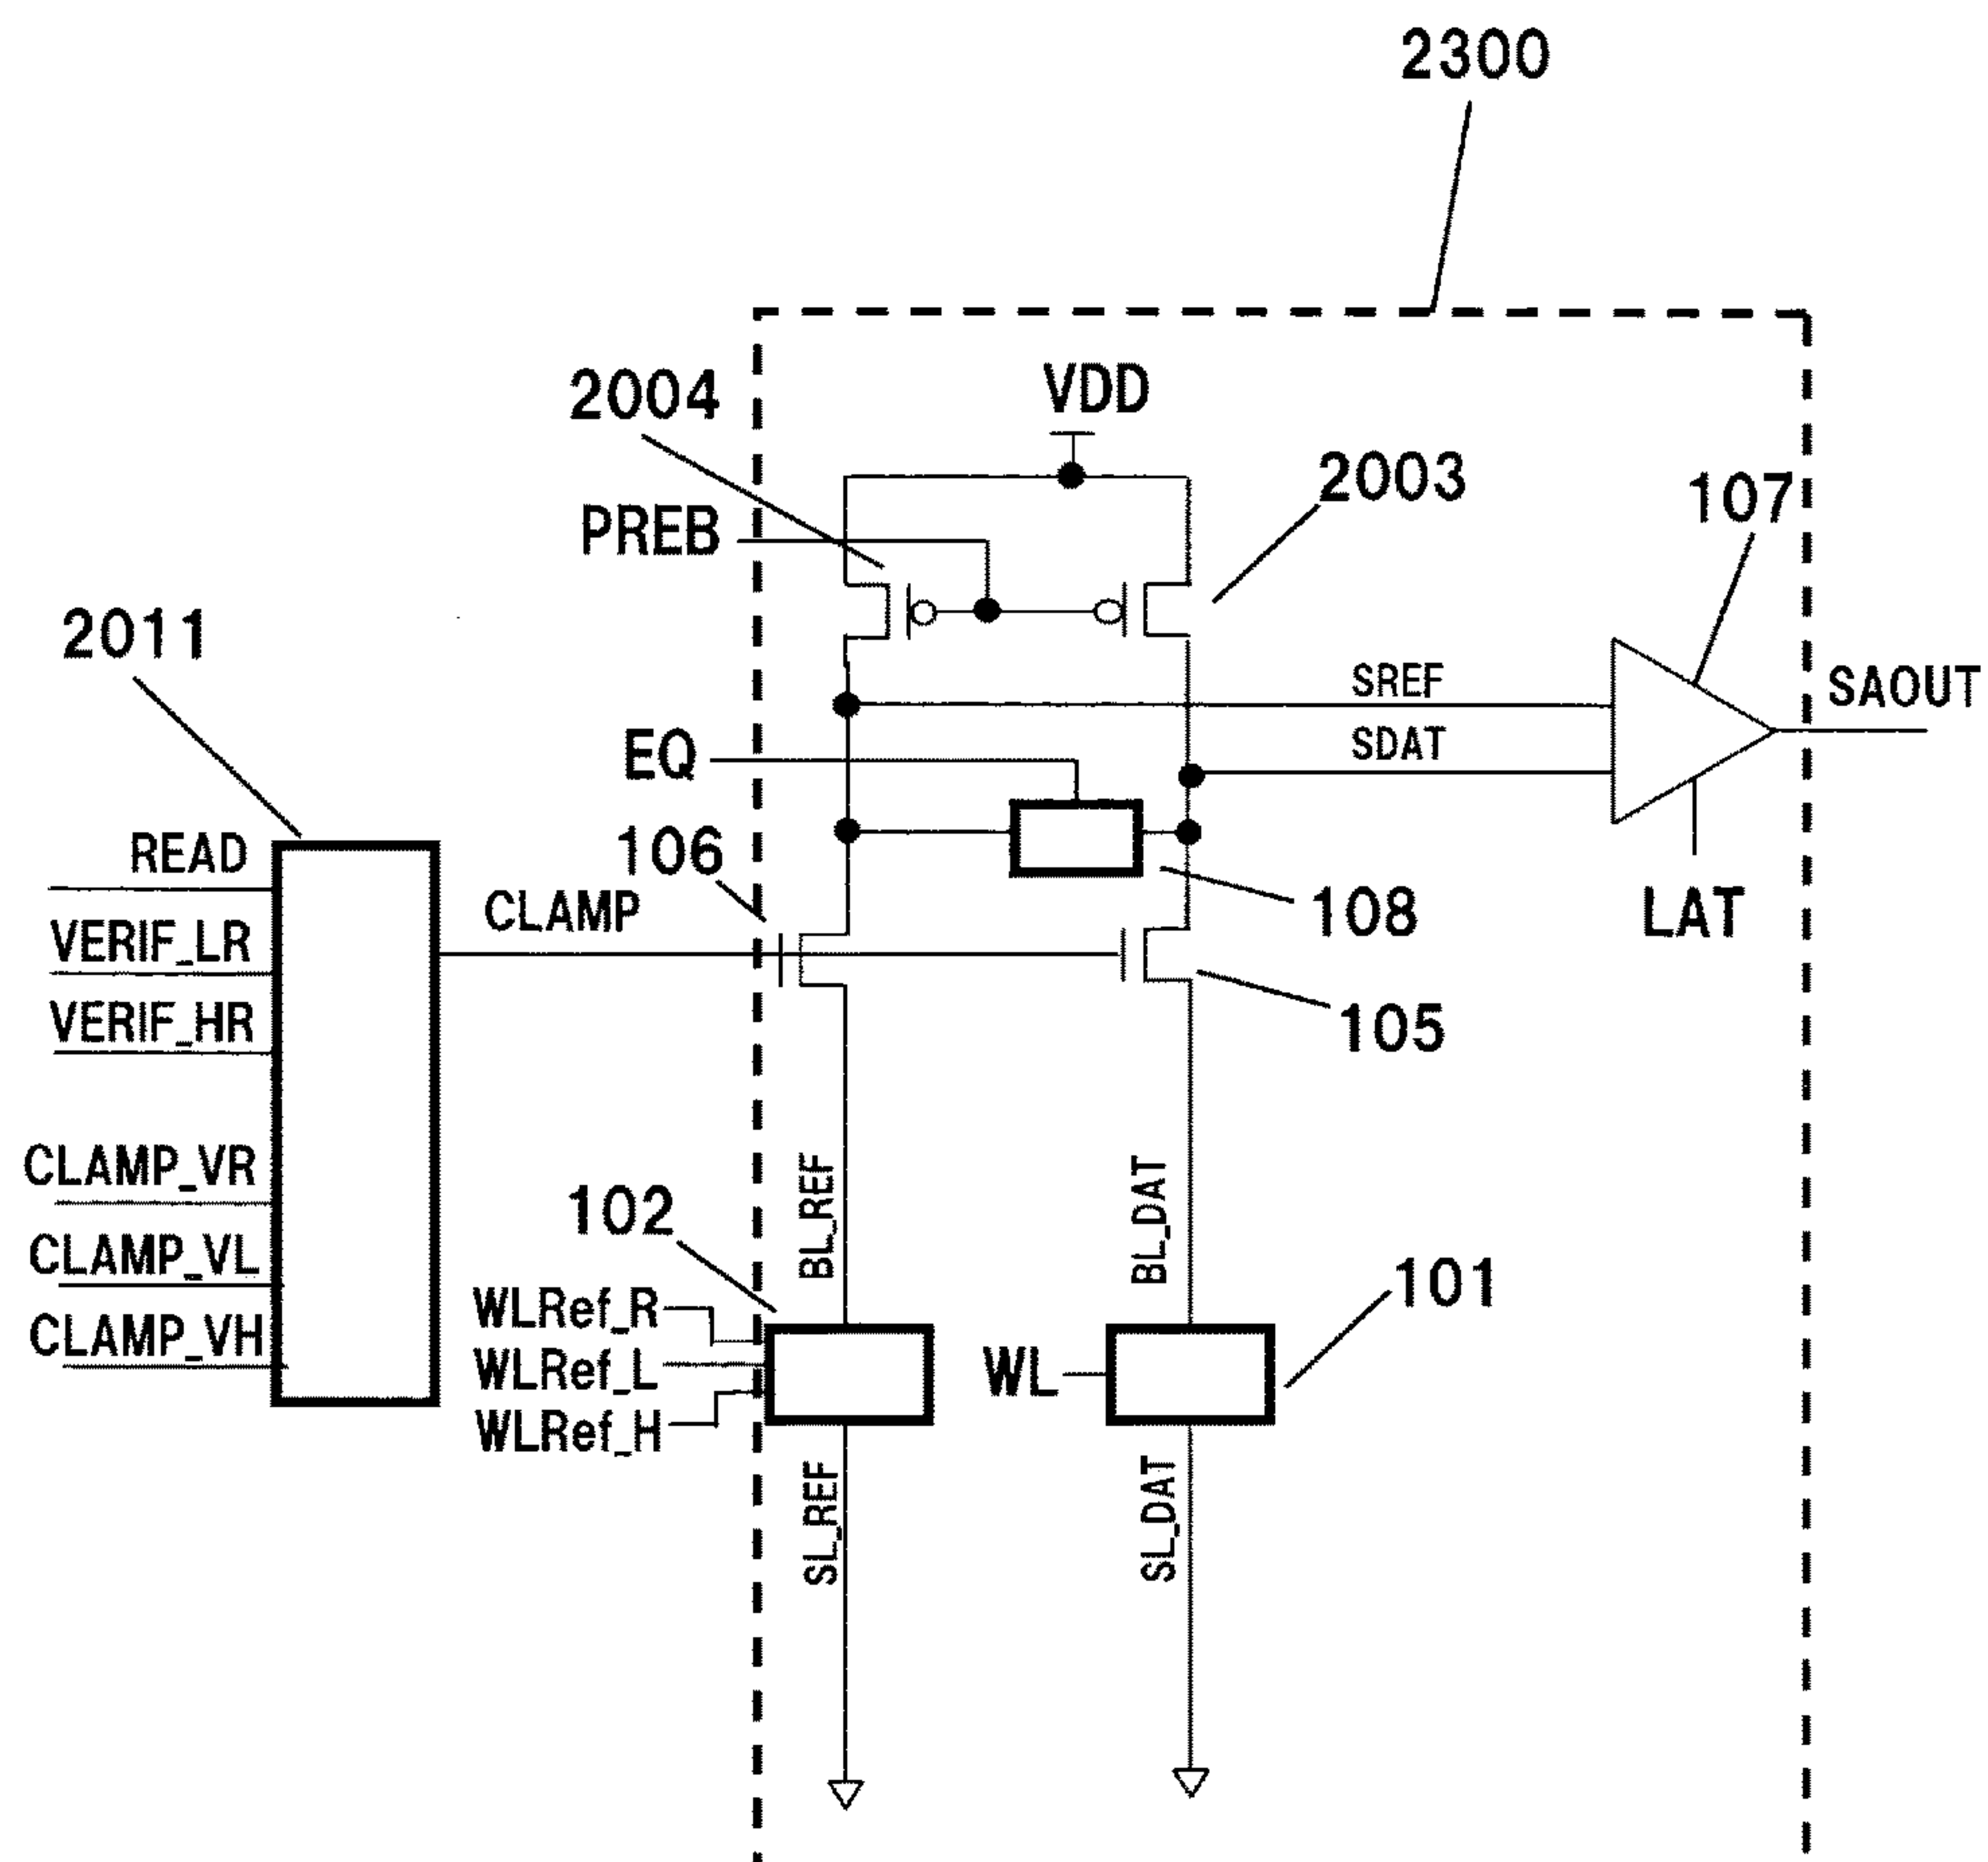 2300
VDD
2004
2003
107
PREB
2011
SREF
SAOUT
SDAT
EQ
READ
106
CLAMP
108
LAT
VERIF_LR
VERIF_HR
105
CLAMP_VR
BL_REF
BL_DAT
102
CLAMP_VL
101
WLRef_R
CLAMP_VH
WLRef_L
WL
WLRef_H
SL_REF
SL_DAT